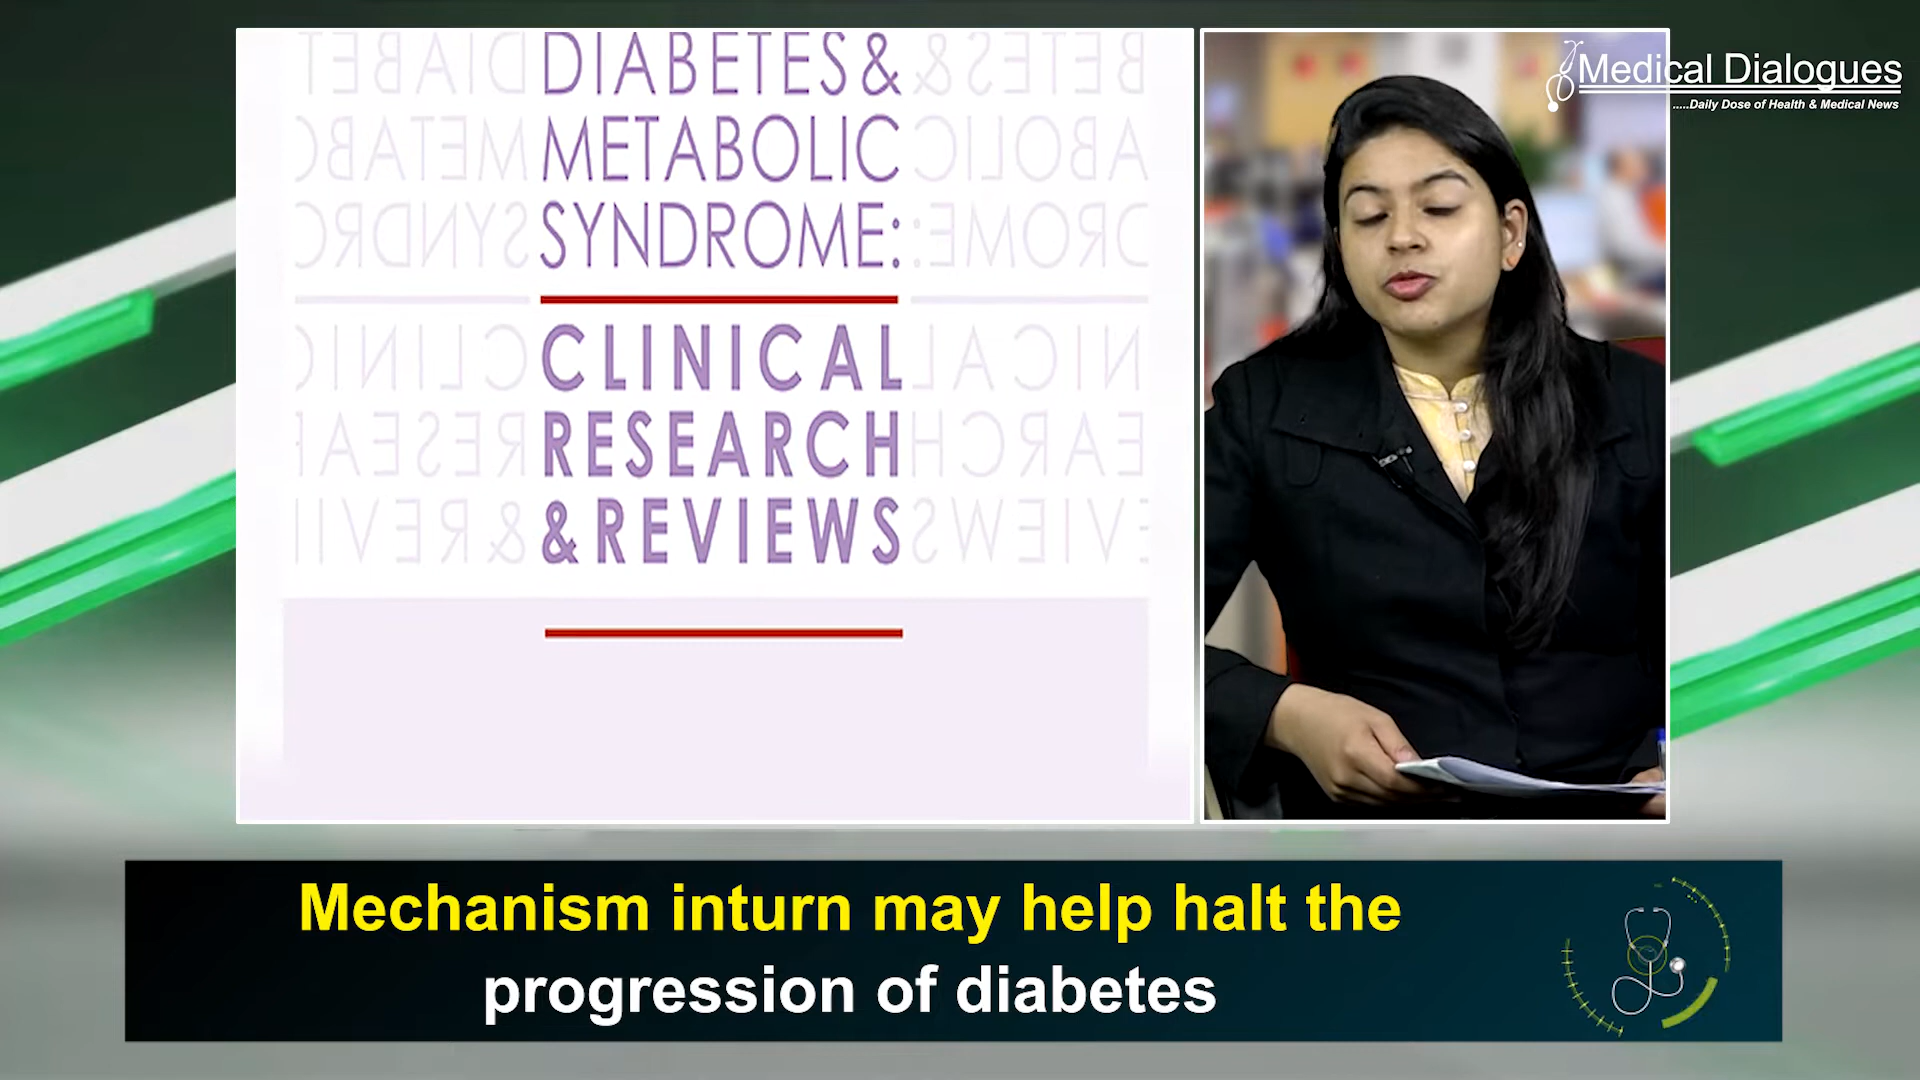 DIABETES &
METABOLIC
SYNDROME:
CLINICAL
RESEARCH
& REVIEWS
Medical Dialogues
.....Daily Dose of Health & Medical News
Mechanism inturn may help halt the
progression of diabetes